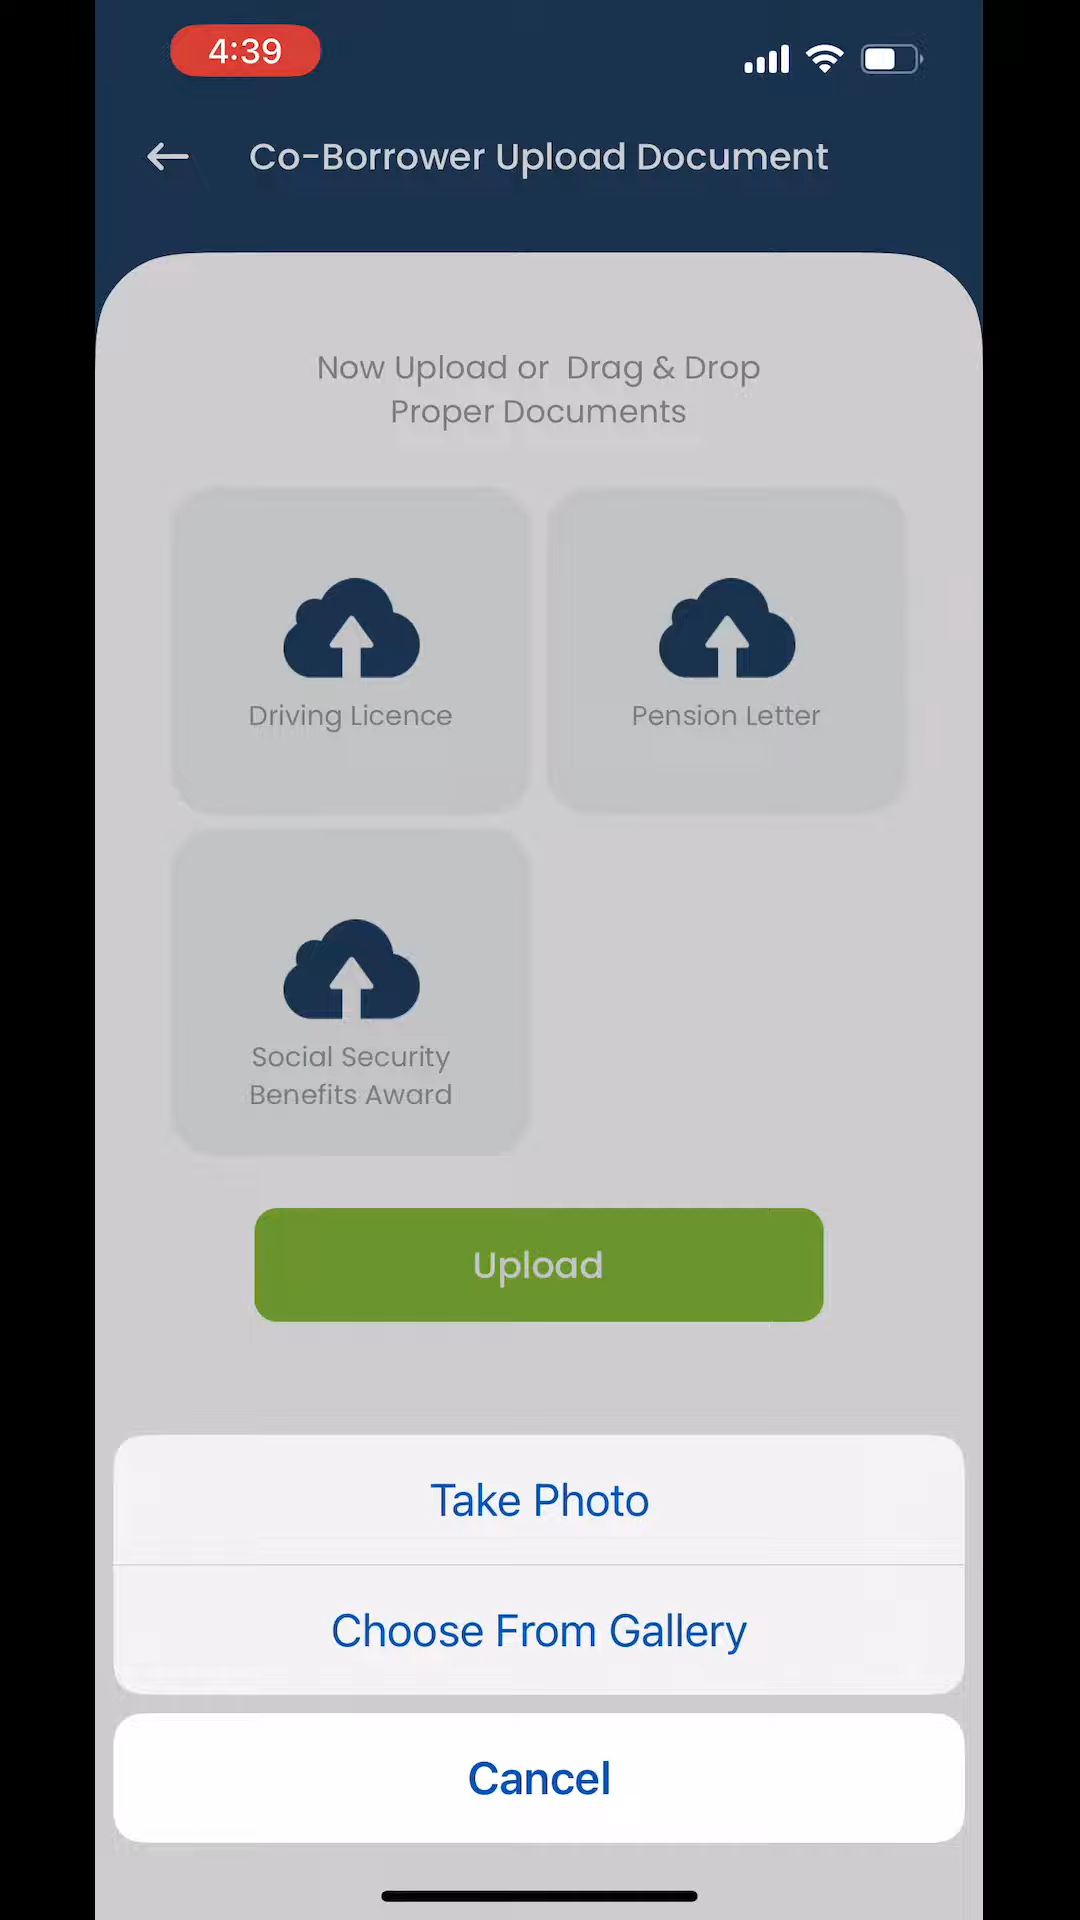 4:39
Co-Borrower Upload Document
Now Upload or Drag & Drop
Proper Documents
Driving Licence
Pension Letter
Social Security
Benefits Award
Upload
Take Photo
Choose From Gallery
Cancel